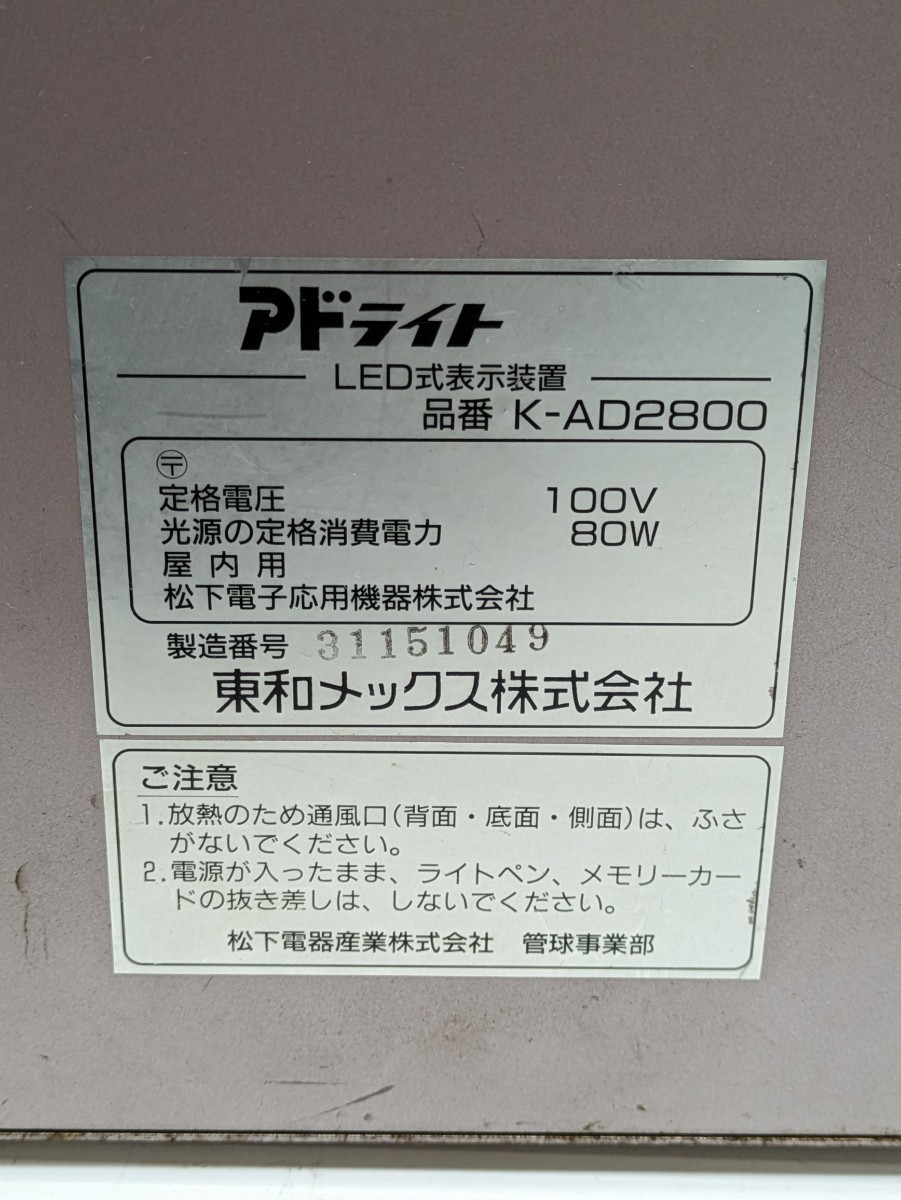 アドライト
LED式表示装置
品番 K-AD2800
〒
定格電圧 100V
光源の定格消費電力 80W
屋内用
松下電子応用機器株式会社
製造番号 31151049
東和メックス株式会社
ご注意
1.放熱のため通風口(背面・底面・側面)は、ふさ
がないでください。
2.電源が入ったまま、ライトペン、メモリーカー
ドの抜き差しは、しないでください。
松下電器産業株式会社 管球事業部